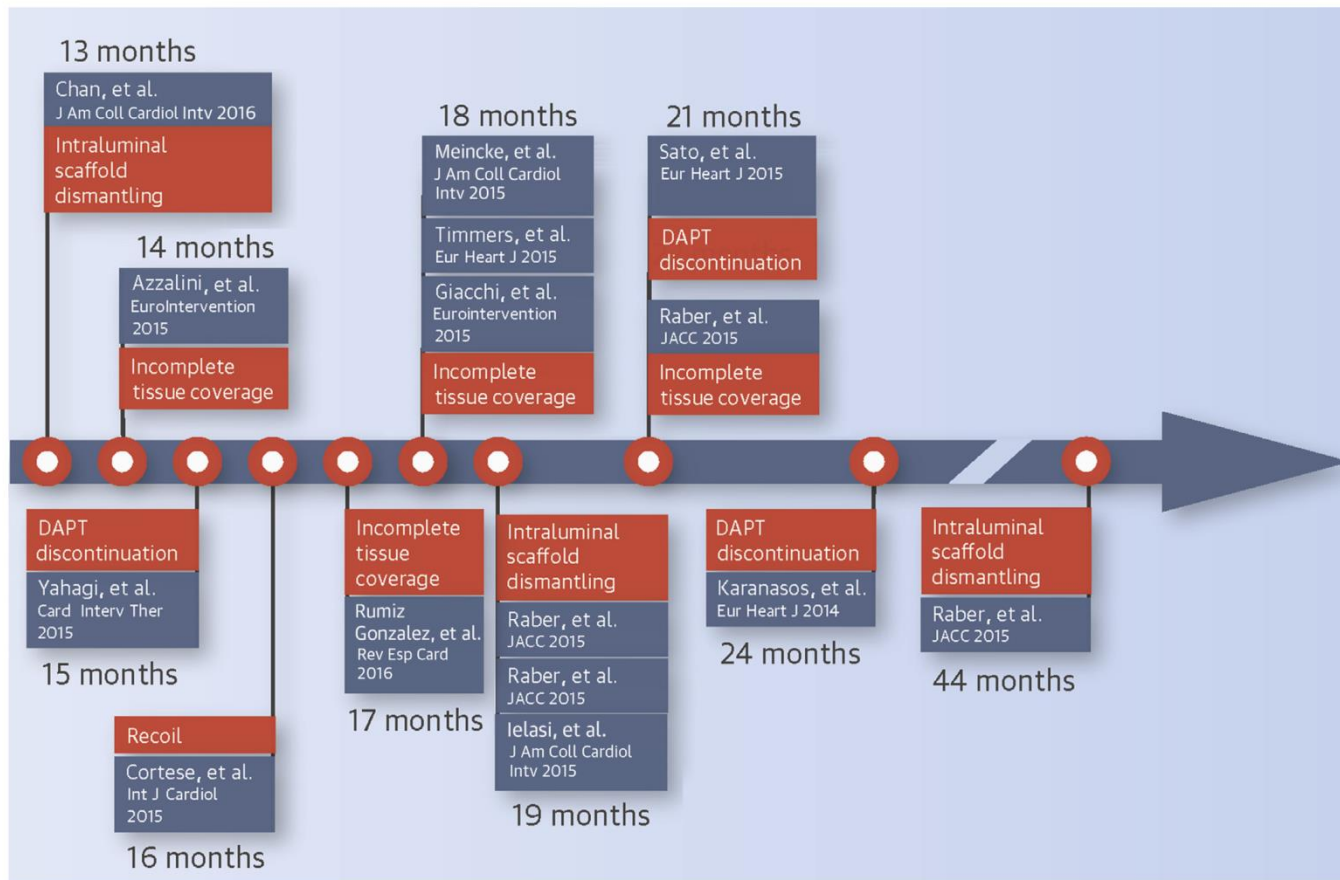 13 months
Chan, et al.
J Am Coll Cardiol Intv 2016
Intraluminal
scaffold
dismantling
14 months
Azzalini, et al.
EuroIntervention
2015
Incomplete
tissue coverage
18 months
Meincke, et al.
J Am Coll Cardiol
Intv 2015
Timmers, et al.
Eur Heart J 2015
Giacchi, et al.
Eurointervention
2015
Incomplete
tissue coverage
21 months
Sato, et al.
Eur Heart J 2015
DAPT
discontinuation
Raber, et al.
JACC 2015
Incomplete
tissue coverage
DAPT
discontinuation
Yahagi, et al.
Card Interv Ther
2015
15 months
Recoil
Cortese, et al.
Int J Cardiol
2015
16 months
Incomplete
tissue
coverage
Rumiz
Gonzalez, et al.
Rev Esp Card
2016
17 months
Intraluminal
scaffold
dismantling
Raber, et al.
JACC 2015
Raber, et al.
JACC 2015
Ielasi, et al.
J Am Coll Cardiol
Intv 2015
19 months
DAPT
discontinuation
Karanasos, et al.
Eur Heart J 2014
24 months
Intraluminal
scaffold
dismantling
Raber, et al.
JACC 2015
44 months